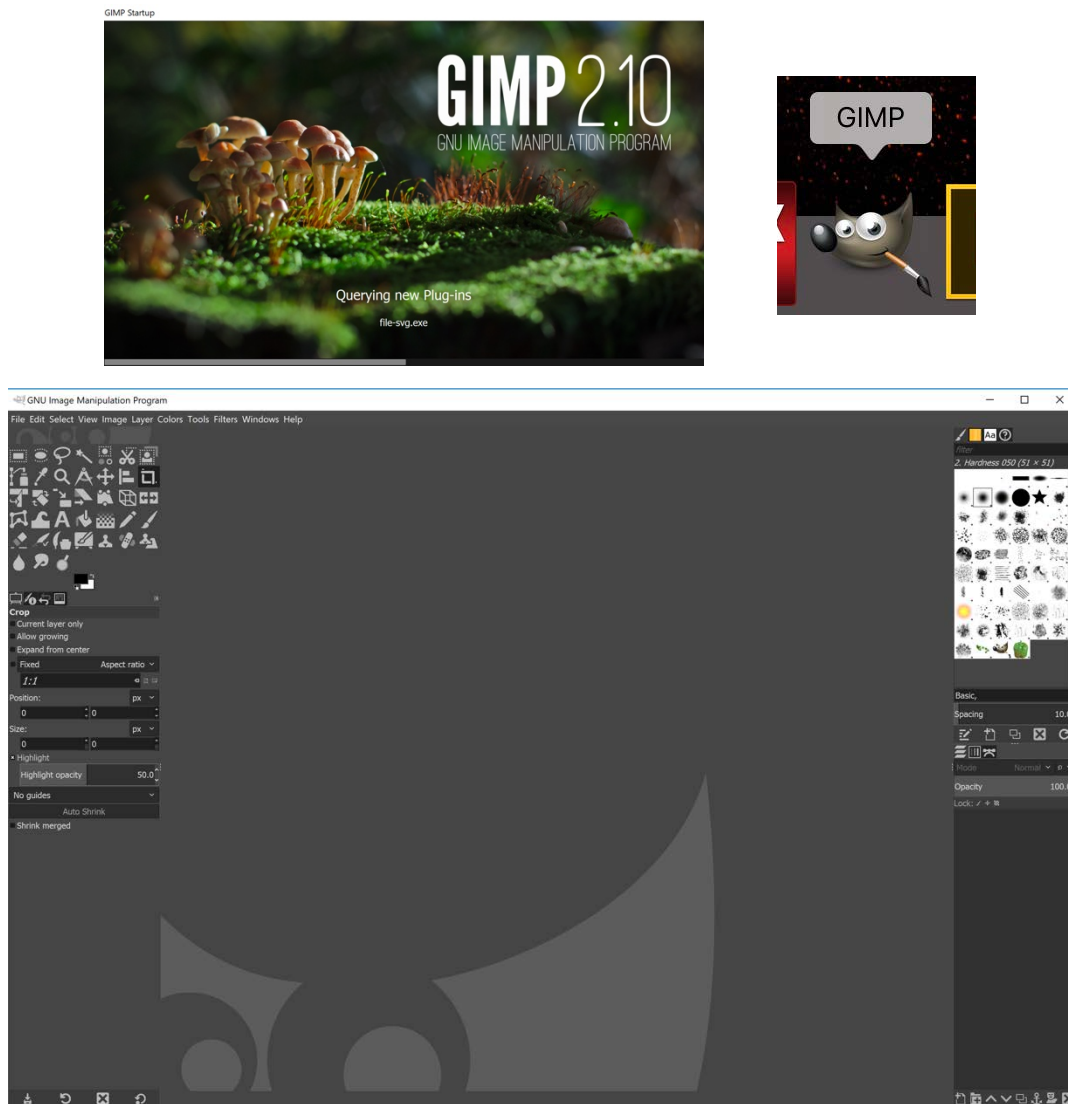 GIMP Startup
GIMP 2.10
GNU IMAGE MANIPULATION PROGRAM
Querying new Plug-ins
file-svg.exe
GIMP
GNU Image Manipulation Program
File Edit Select View Image Layer Colors Tools Filters Windows Help
Crop
Current layer only
Allow growing
Expand from center
Fixed Aspect ratio
1:1
Position: px
0 0
Size: px
0 0
Highlight
Highlight opacity 50.0
No guides
Auto Shrink
Shrink merged
Aa
filter
2. Hardness 050 (51 × 51)
Basic,
Spacing 10.0
Mode Normal
Opacity 100.0
Lock: